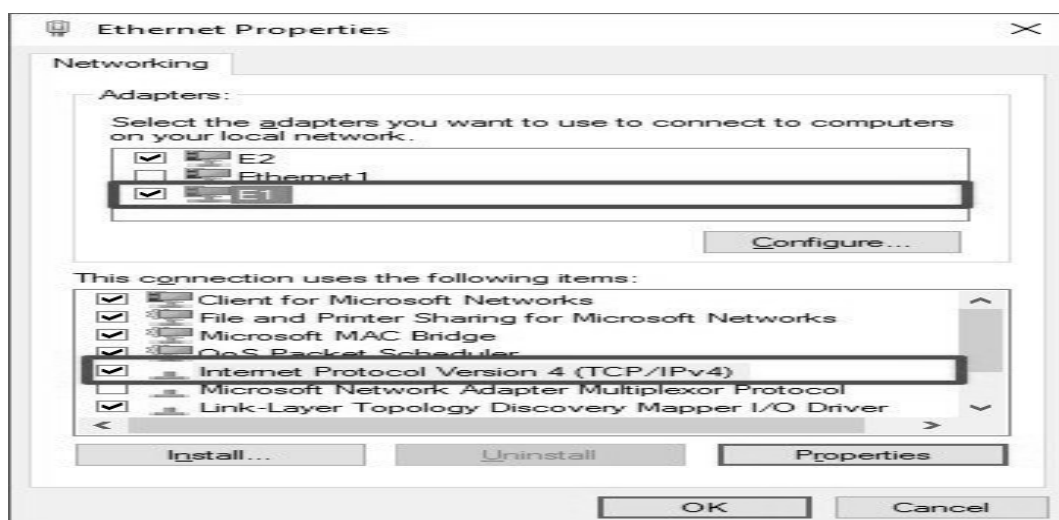 Ethernet Properties
Networking
Adapters:
Select the adapters you want to use to connect to computers
on your local network.
E2
Ethernet1
E1
Configure...
This connection uses the following items:
Client for Microsoft Networks
File and Printer Sharing for Microsoft Networks
Microsoft MAC Bridge
QoS Packet Scheduler
Internet Protocol Version 4 (TCP/IPv4)
Microsoft Network Adapter Multiplexor Protocol
Link-Layer Topology Discovery Mapper I/O Driver
Install...
Uninstall
Properties
OK
Cancel